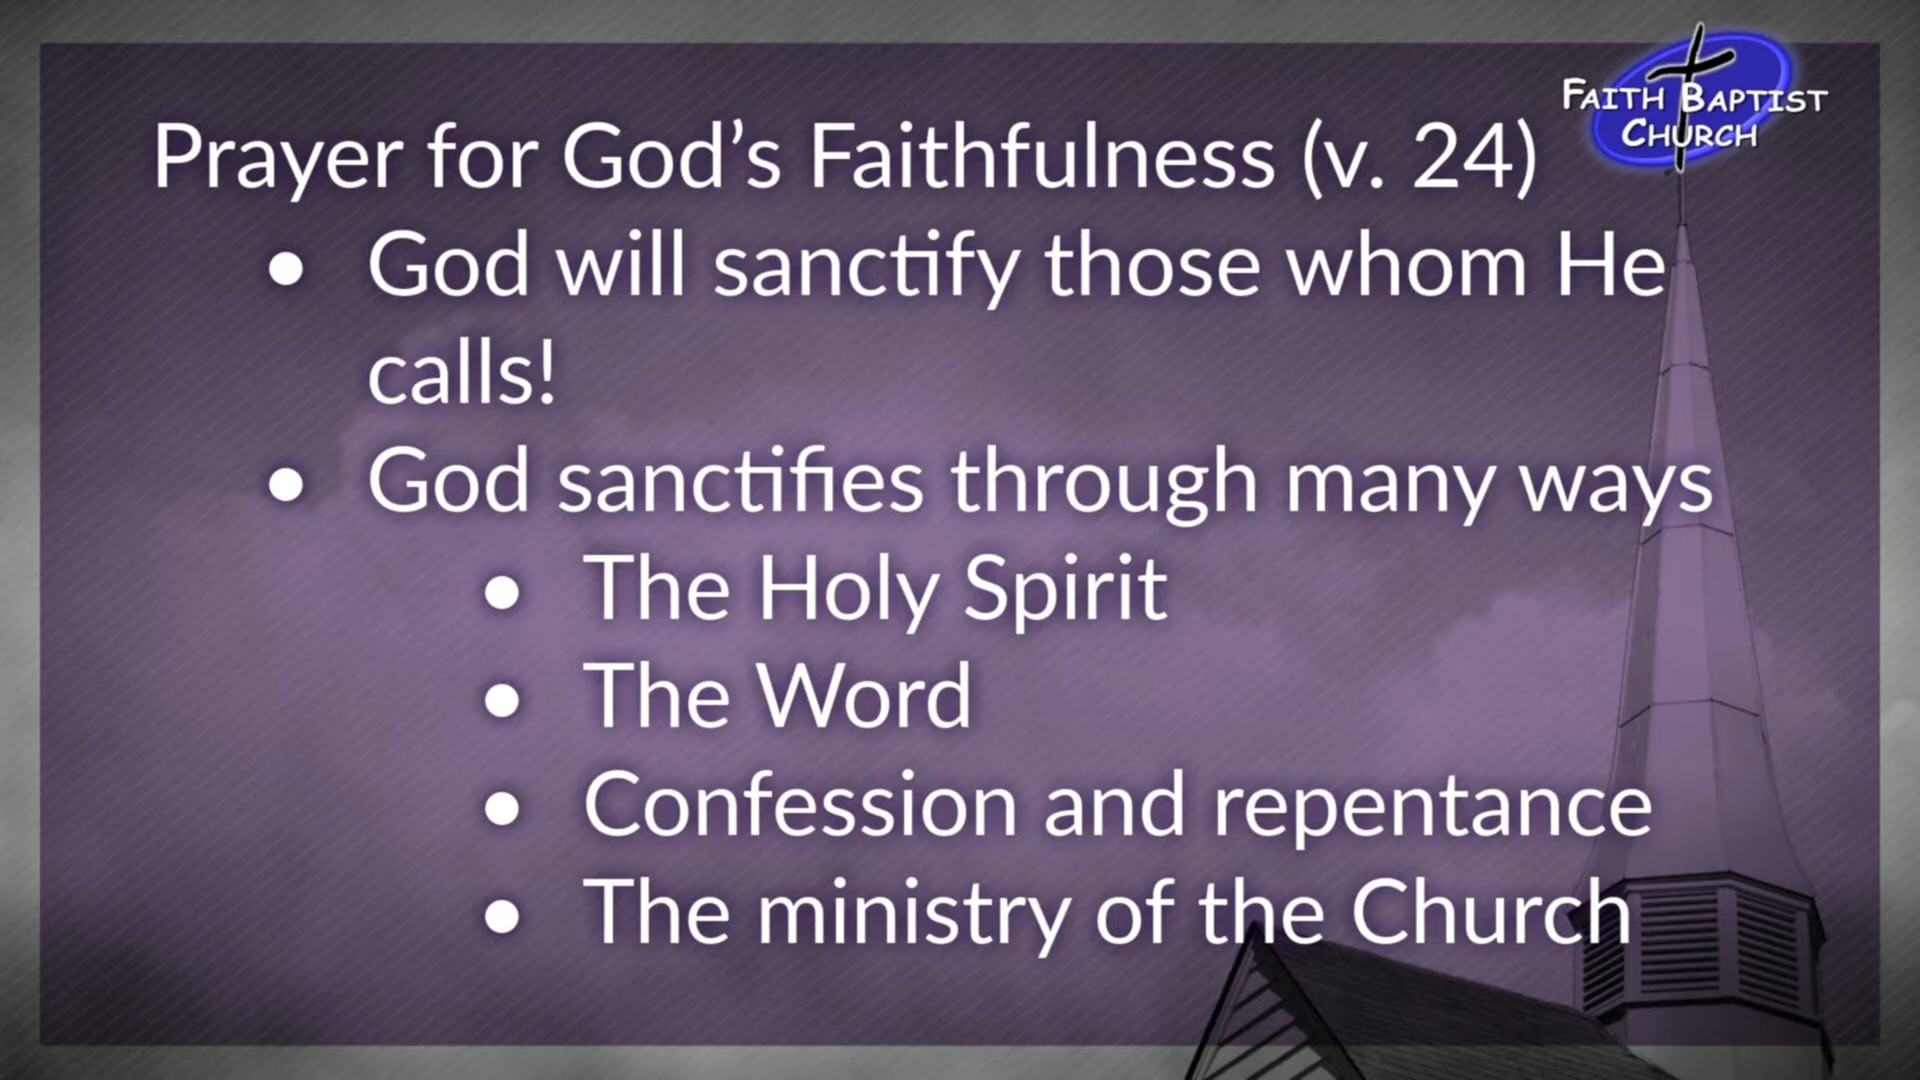 FAITH BAPTIST
CHURCH
Prayer for God’s Faithfulness (v. 24)
• God will sanctify those whom He
calls!
• God sanctifies through many ways
• The Holy Spirit
• The Word
• Confession and repentance
• The ministry of the Church